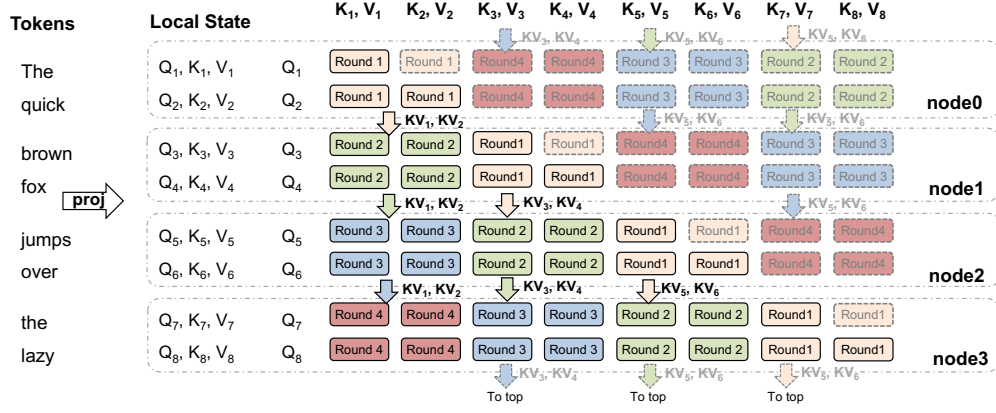 Tokens Local State K₁, V₁ K₂, V₂ K₃, V₃ K₄, V₄ K₅, V₅ K₆, V₆ K₇, V₇ K₈, V₈
KV₃, KV₄ KV₅, KV₆ KV₅, KV₆
The Q₁, K₁, V₁ Q₁ Round 1 Round 1 Round4 Round4 Round 3 Round 3 Round 2 Round 2
quick Q₂, K₂, V₂ Q₂ Round 1 Round 1 Round4 Round4 Round 3 Round 3 Round 2 Round 2 node0
KV₁, KV₂ KV₅, KV₆ KV₅, KV₆
brown Q₃, K₃, V₃ Q₃ Round 2 Round 2 Round1 Round1 Round4 Round4 Round 3 Round 3
fox Q₄, K₄, V₄ Q₄ Round 2 Round 2 Round1 Round1 Round4 Round4 Round 3 Round 3 node1
proj KV₁, KV₂ KV₃, KV₄ KV₅, KV₆
jumps Q₅, K₅, V₅ Q₅ Round 3 Round 3 Round 2 Round 2 Round1 Round1 Round4 Round4
over Q₆, K₆, V₆ Q₆ Round 3 Round 3 Round 2 Round 2 Round1 Round1 Round4 Round4 node2
KV₁, KV₂ KV₃, KV₄ KV₅, KV₆
the Q₇, K₇, V₇ Q₇ Round 4 Round 4 Round 3 Round 3 Round 2 Round 2 Round1 Round1
lazy Q₈, K₈, V₈ Q₈ Round 4 Round 4 Round 3 Round 3 Round 2 Round 2 Round1 Round1 node3
KV₃, KV₄ KV₅, KV₆ KV₅, KV₆
To top To top To top